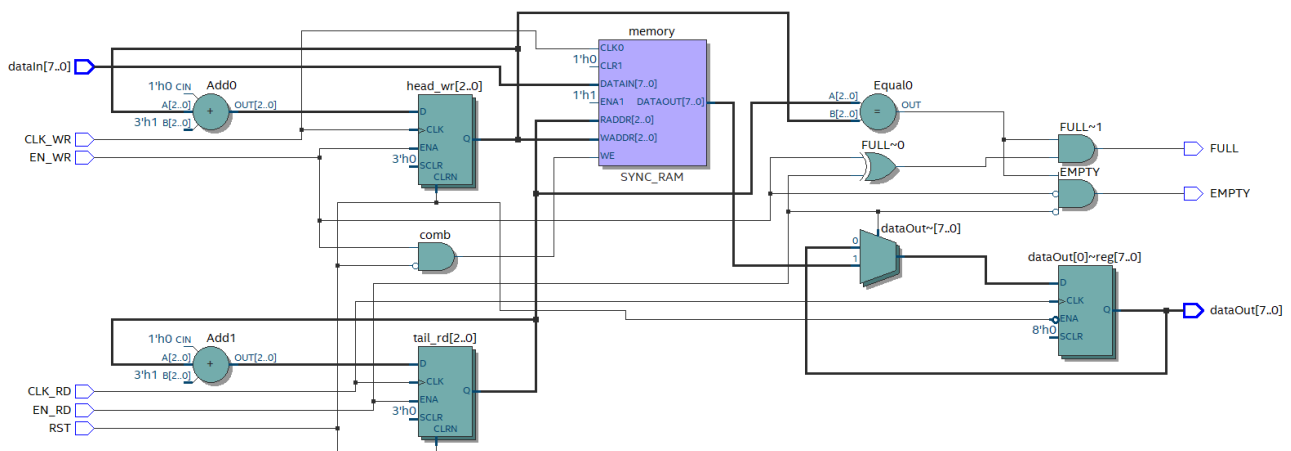 dataIn[7..0]
CLK_WR
EN_WR
1'h0 CIN
Add0
A[2..0]
OUT[2..0]
3'h1 B[2..0]
+
head_wr[2..0]
D
>CLK
ENA
3'h0
SCLR
CLRN
Q
memory
CLK0
1'h0
CLR1
DATAIN[7..0]
1'h1
ENA1
DATAOUT[7..0]
RADDR[2..0]
WADDR[2..0]
WE
SYNC_RAM
Equal0
A[2..0]
B[2..0]
=
OUT
FULL~0
FULL~1
FULL
EMPTY
EMPTY
comb
dataOut~[7..0]
0
1
dataOut[0]~reg[7..0]
D
>CLK
ENA
8'h0
SCLR
Q
dataOut[7..0]
1'h0 CIN
Add1
A[2..0]
OUT[2..0]
3'h1 B[2..0]
+
tail_rd[2..0]
D
>CLK
ENA
3'h0
SCLR
CLRN
Q
CLK_RD
EN_RD
RST